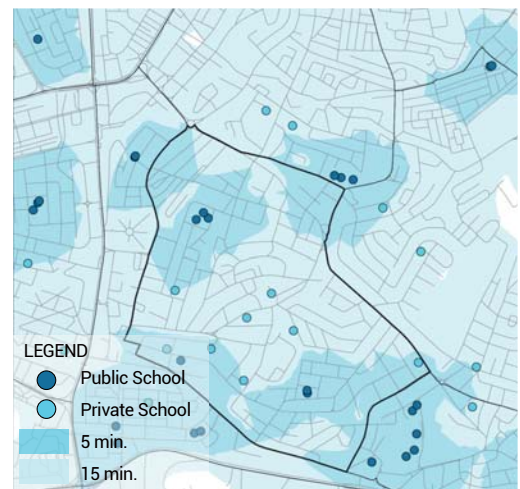 LEGEND
Public School
Private School
5 min.
15 min.